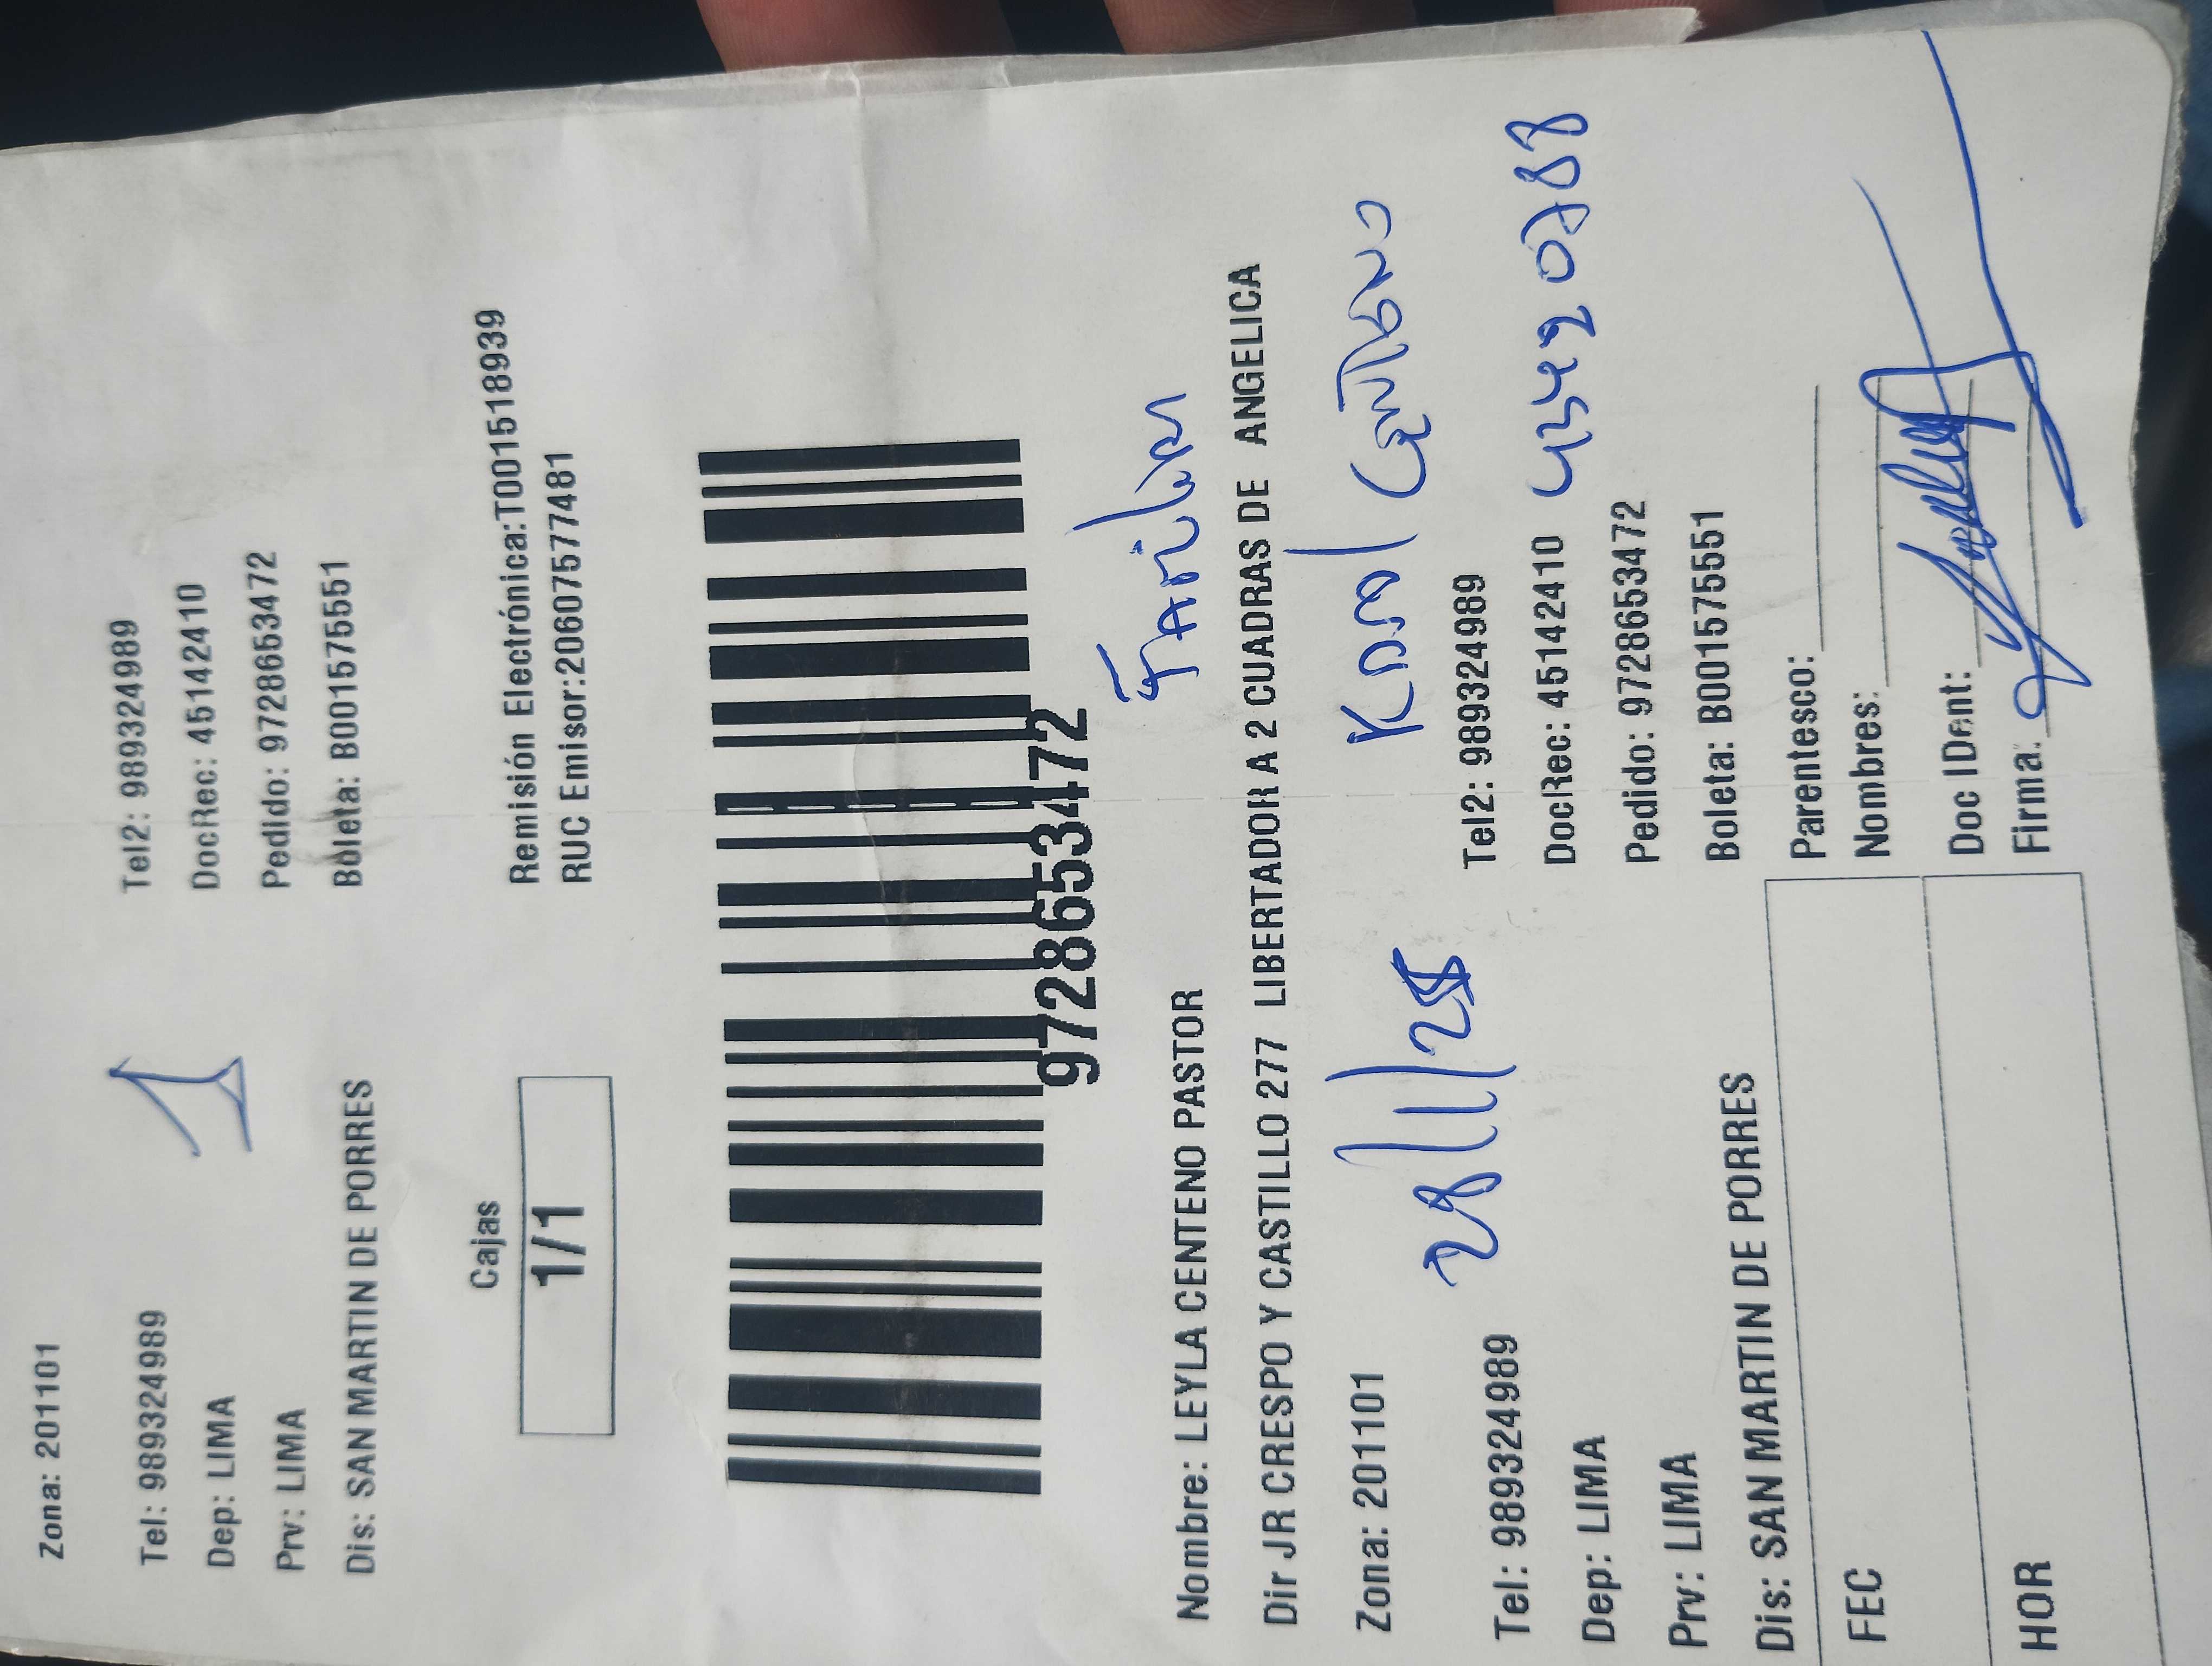 Zona: 201101
Tel: 989324989 Tel2: 989324989
Dep: LIMA DocRec: 45142410
Prv: LIMA Pedido: 9728653472
Dis: SAN MARTIN DE PORRES Boleta: B001575551
1
Cajas Remisión Electrónica:T001518939
1/1 RUC Emisor:20607577481
9728653472
Familiar
Nombre: LEYLA CENTENO PASTOR
Dir JR CRESPO Y CASTILLO 277 LIBERTADOR A 2 CUADRAS DE ANGELICA
Zona: 201101
28/11/25
Tel: 989324989 Tel2: 989324989
Dep: LIMA DocRec: 45142410
Prv: LIMA Pedido: 9728653472
Dis: SAN MARTIN DE PORRES Boleta: B001575551
FEC Parentesco:
Nombres:
HOR Doc IDent:
Firma: